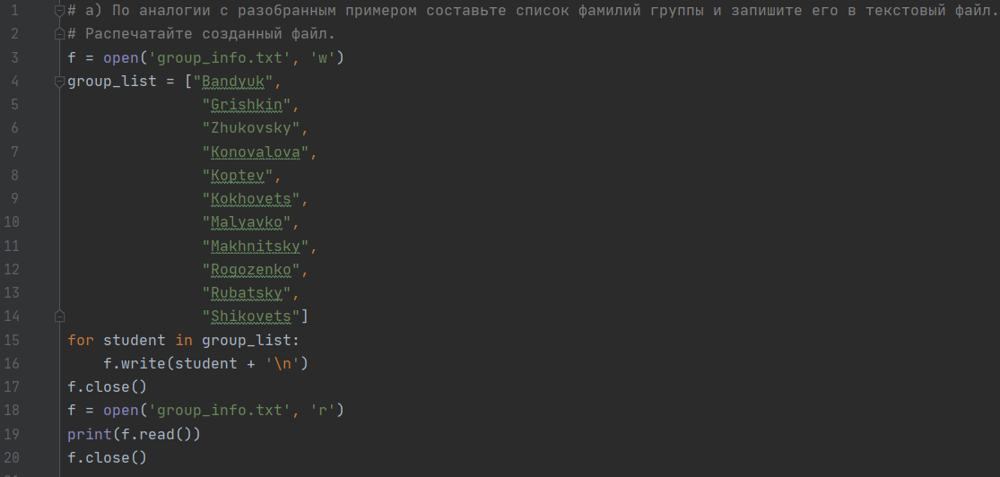 1 # а) По аналогии с разобранным примером составьте список фамилий группы и запишите его в текстовый файл.
2 # Распечатайте созданный файл.
3 f = open('group_info.txt', 'w')
4 group_list = ["Bandyuk",
5 "Grishkin",
6 "Zhukovsky",
7 "Konovalova",
8 "Koptev",
9 "Kokhovets",
10 "Malyavko",
11 "Makhnitsky",
12 "Rogozenko",
13 "Rubatsky",
14 "Shikovets"]
15 for student in group_list:
16 f.write(student + '\n')
17 f.close()
18 f = open('group_info.txt', 'r')
19 print(f.read())
20 f.close()